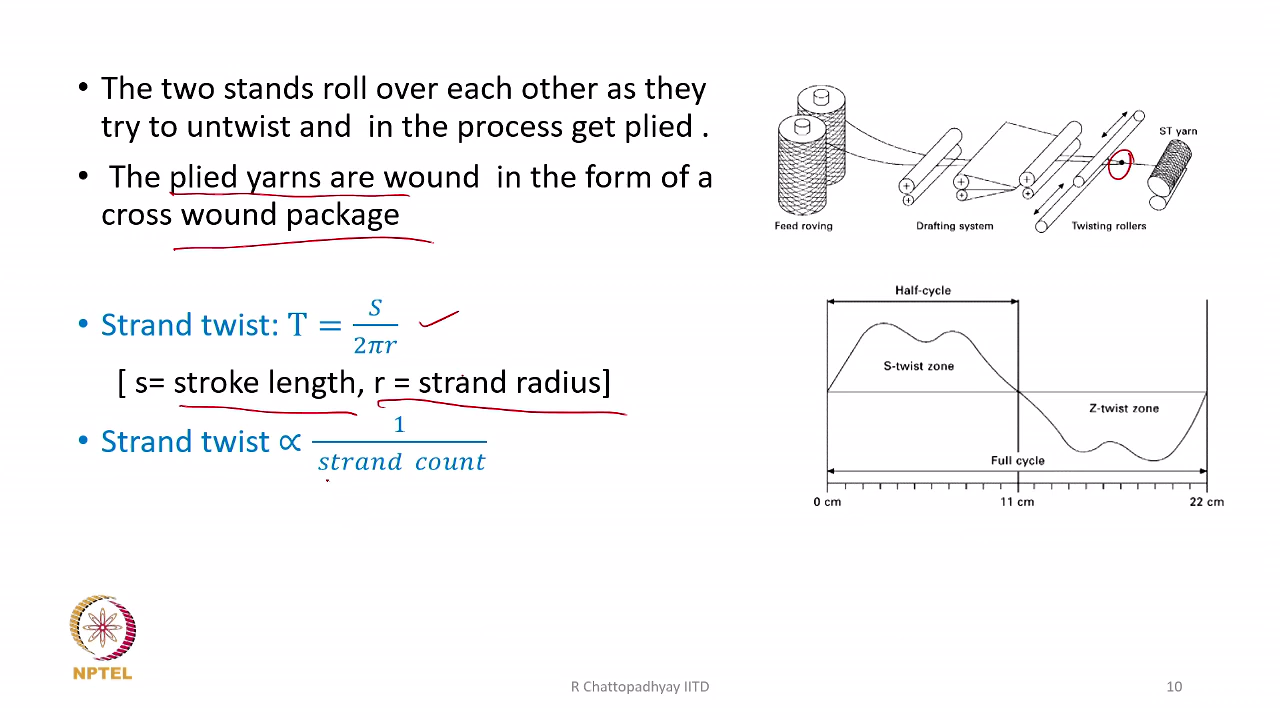 • The two stands roll over each other as they
try to untwist and in the process get plied .
• The plied yarns are wound in the form of a
cross wound package
• Strand twist: T = S / 2πr
[ s= stroke length, r = strand radius]
• Strand twist ∝ 1 / strand count
ST yarn
Feed roving
Drafting system
Twisting rollers
Half-cycle
S-twist zone
Z-twist zone
Full cycle
0 cm 11 cm 22 cm
NPTEL
R Chattopadhyay IITD
10